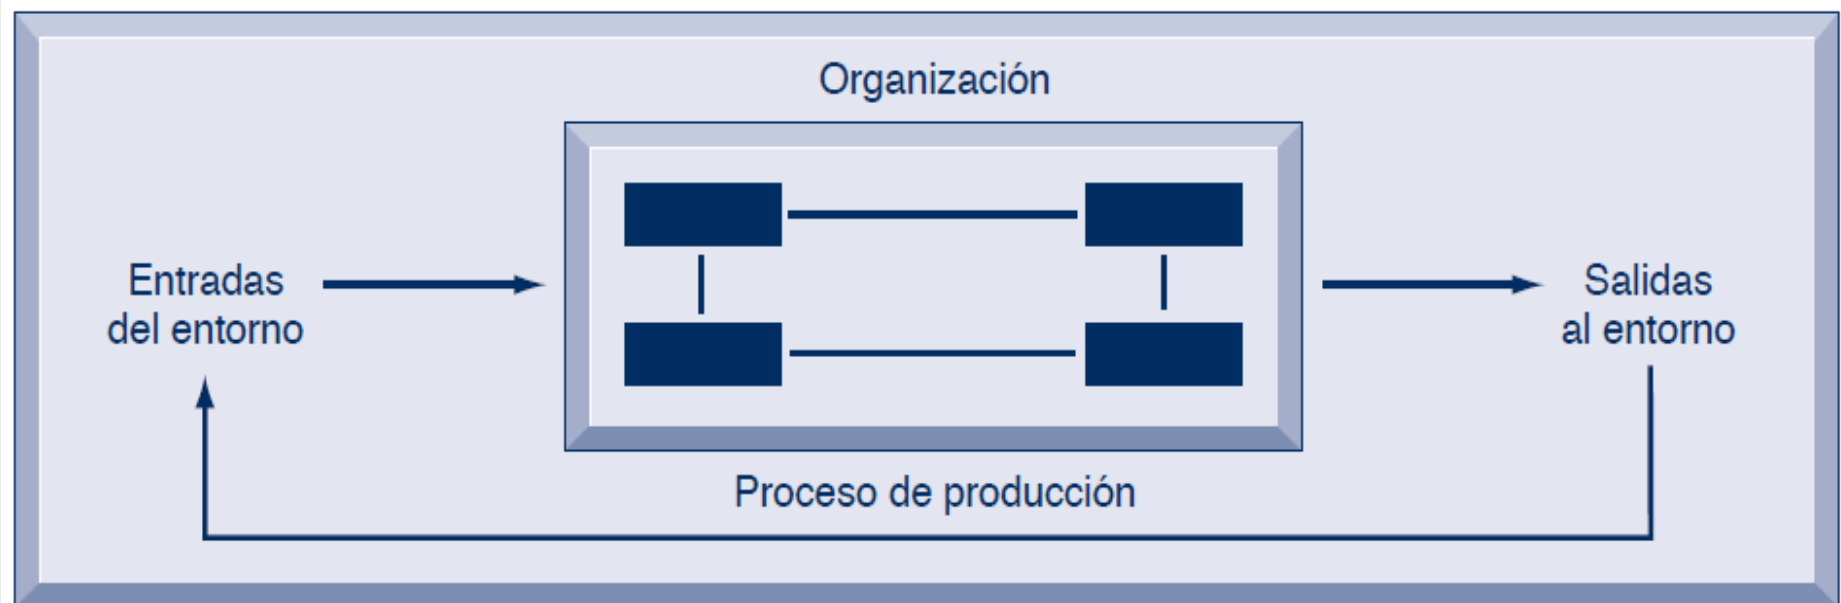 Organización
Entradas
del entorno
Salidas
al entorno
Proceso de producción